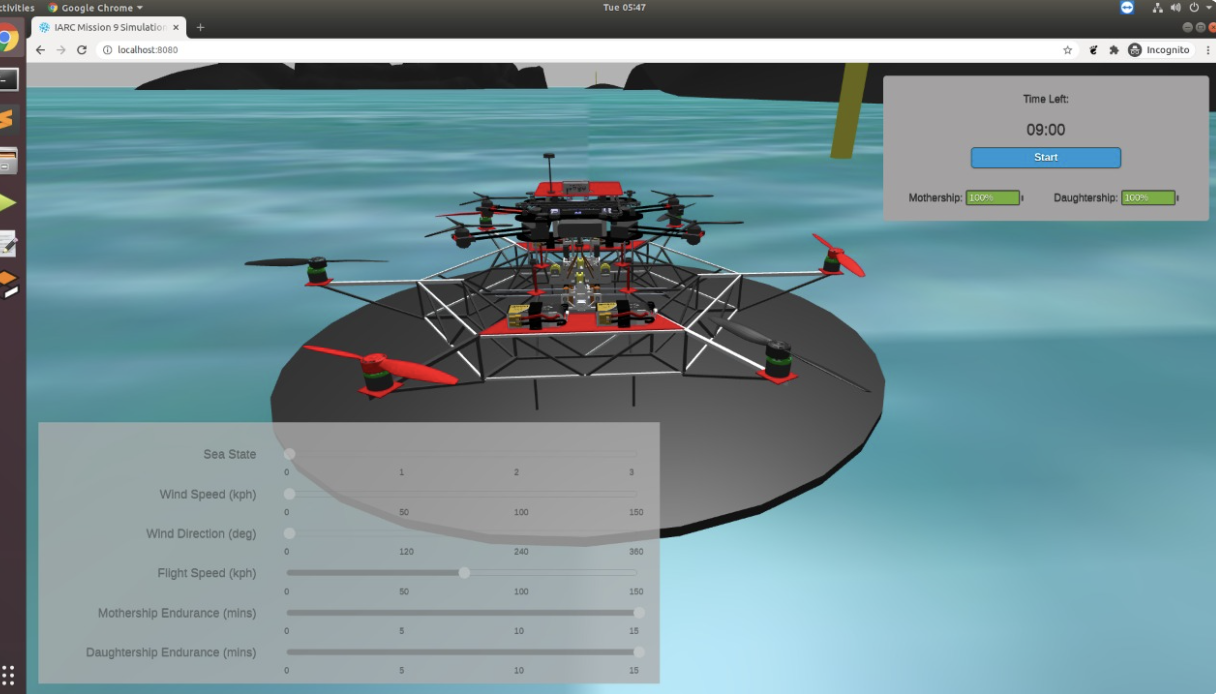 ctivities Google Chrome Tue 05:47
IARC Mission 9 Simulation
localhost:8080 Incognito
Time Left:
09:00
Start
Mothership: 100% Daughtership: 100%
Sea State
0 1 2 3
Wind Speed (kph)
0 50 100 150
Wind Direction (deg)
0 120 240 360
Flight Speed (kph)
0 50 100 150
Mothership Endurance (mins)
0 5 10 15
Daughtership Endurance (mins)
0 5 10 15